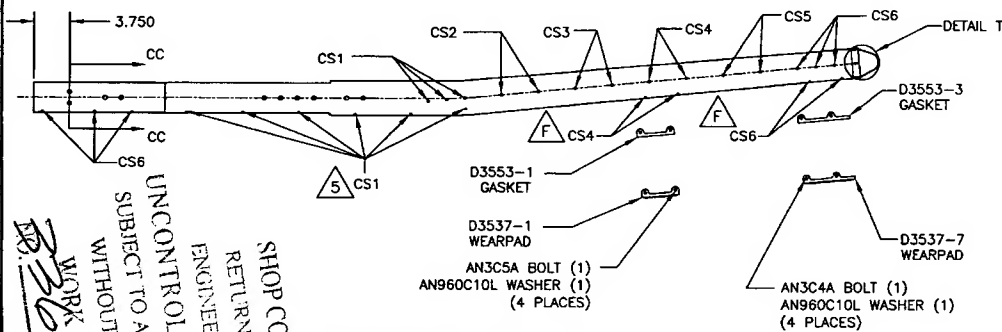 3.750
CC
CC
CS6
CS1
CS2
CS3
CS4
CS5
CS6
DETAIL T
5
CS1
F
CS4
F
CS6
D3553-3
GASKET
D3553-1
GASKET
D3537-1
WEARPAD
AN3C5A BOLT (1)
AN960C10L WASHER (1)
(4 PLACES)
D3537-7
WEARPAD
AN3C4A BOLT (1)
AN960C10L WASHER (1)
(4 PLACES)
SHOP CO
RETURN
ENGINEE
UNCONTROL
SUBJECT TO A
WITHOUT
WORK